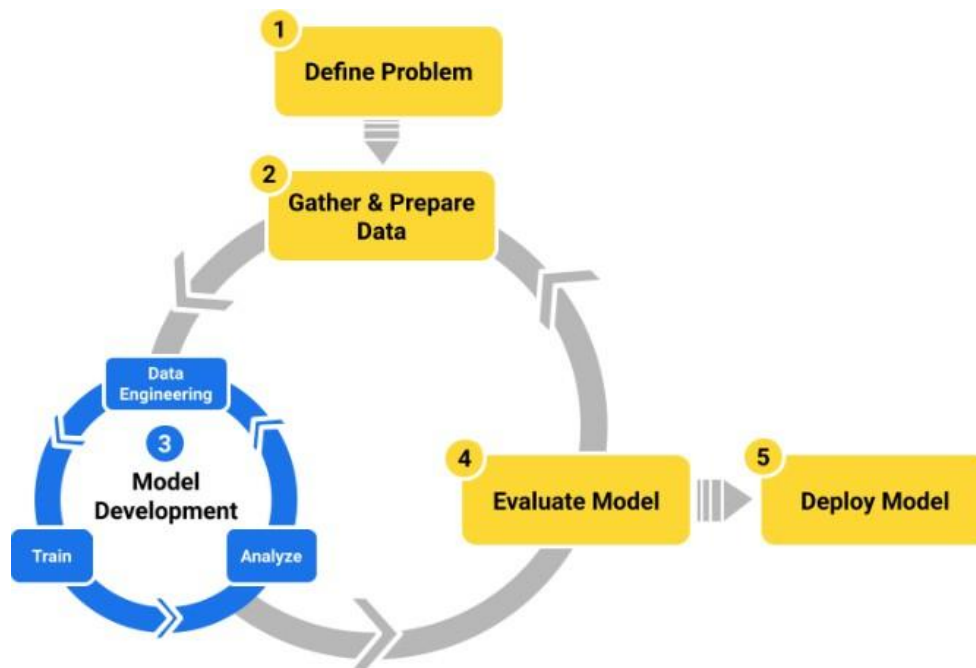 1
Define Problem
2
Gather & Prepare
Data
Data
Engineering
3
Model
Development
Train
Analyze
4
Evaluate Model
5
Deploy Model